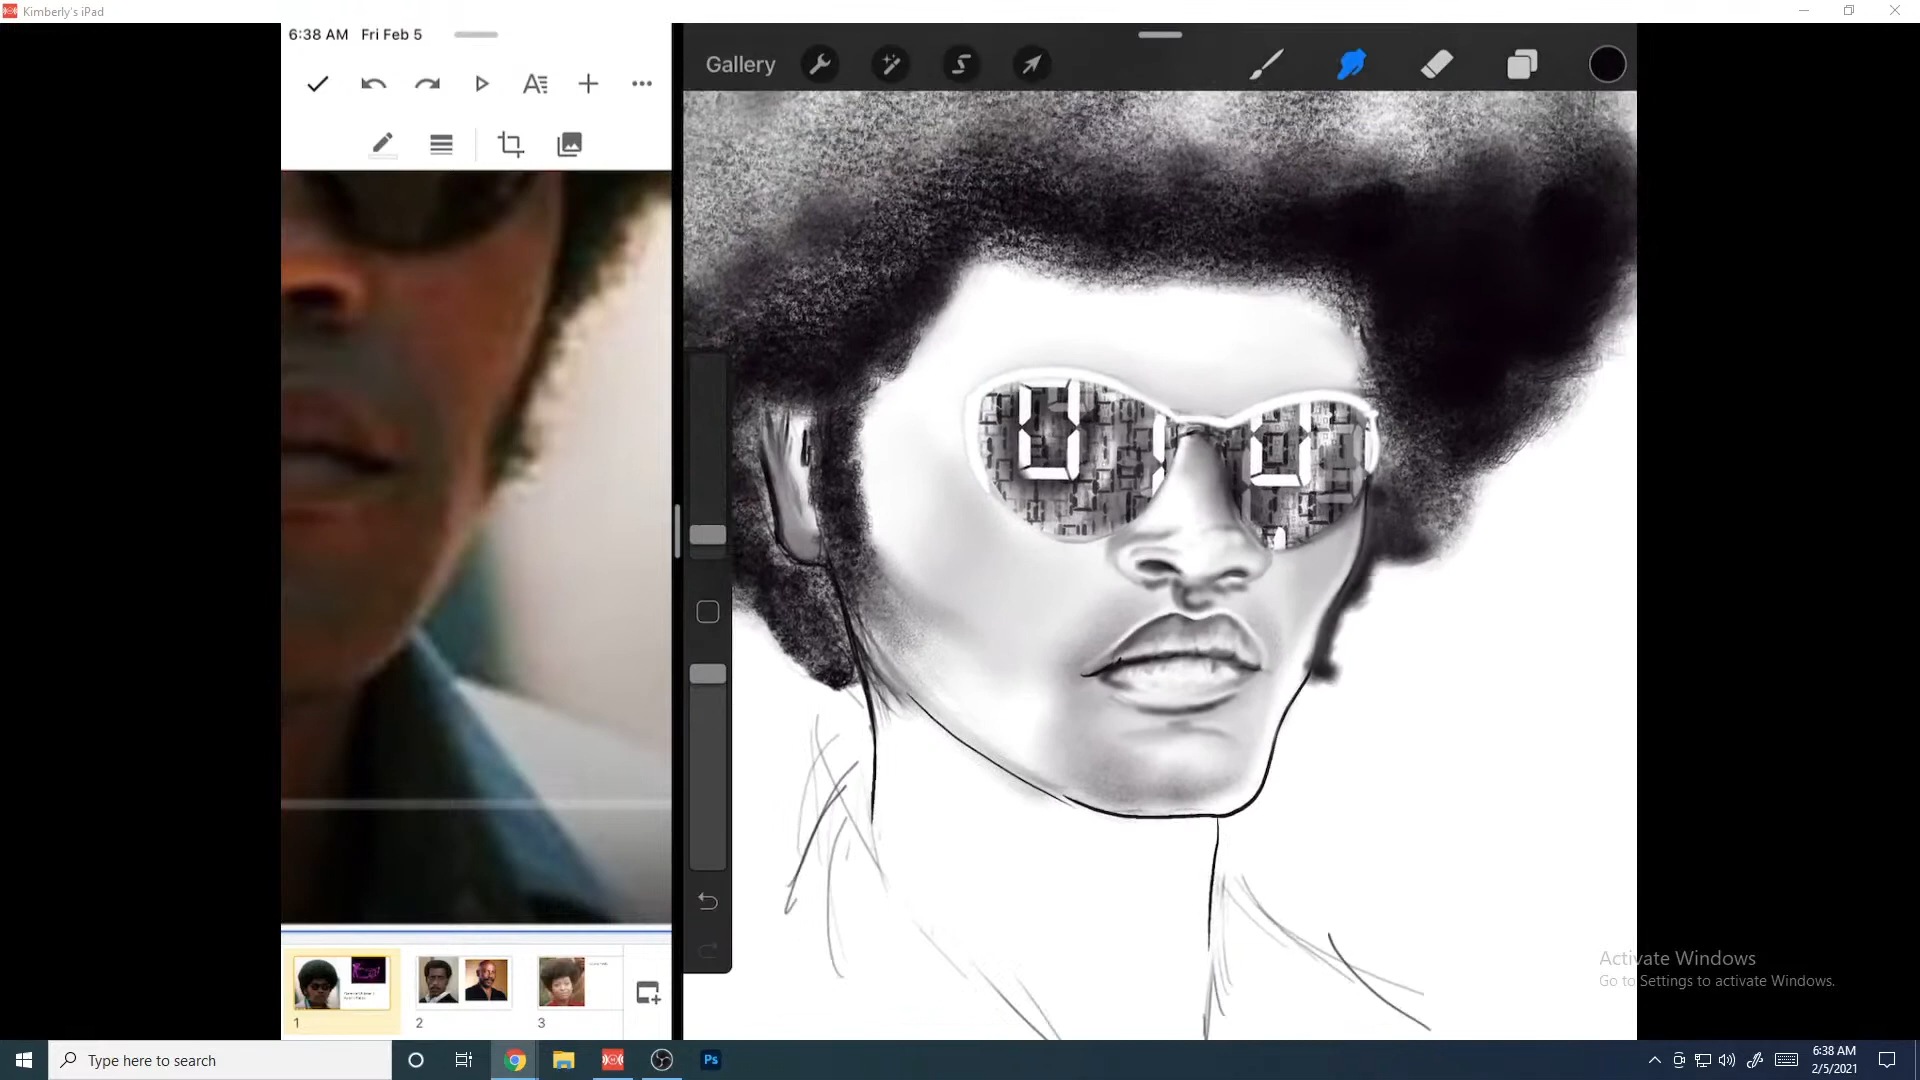 Kimberly's iPad
6:38 AM Fri Feb 5
Gallery
Activate Windows
Go to Settings to activate Windows.
1
2
3
Type here to search
Ps
6:38 AM
2/5/2021